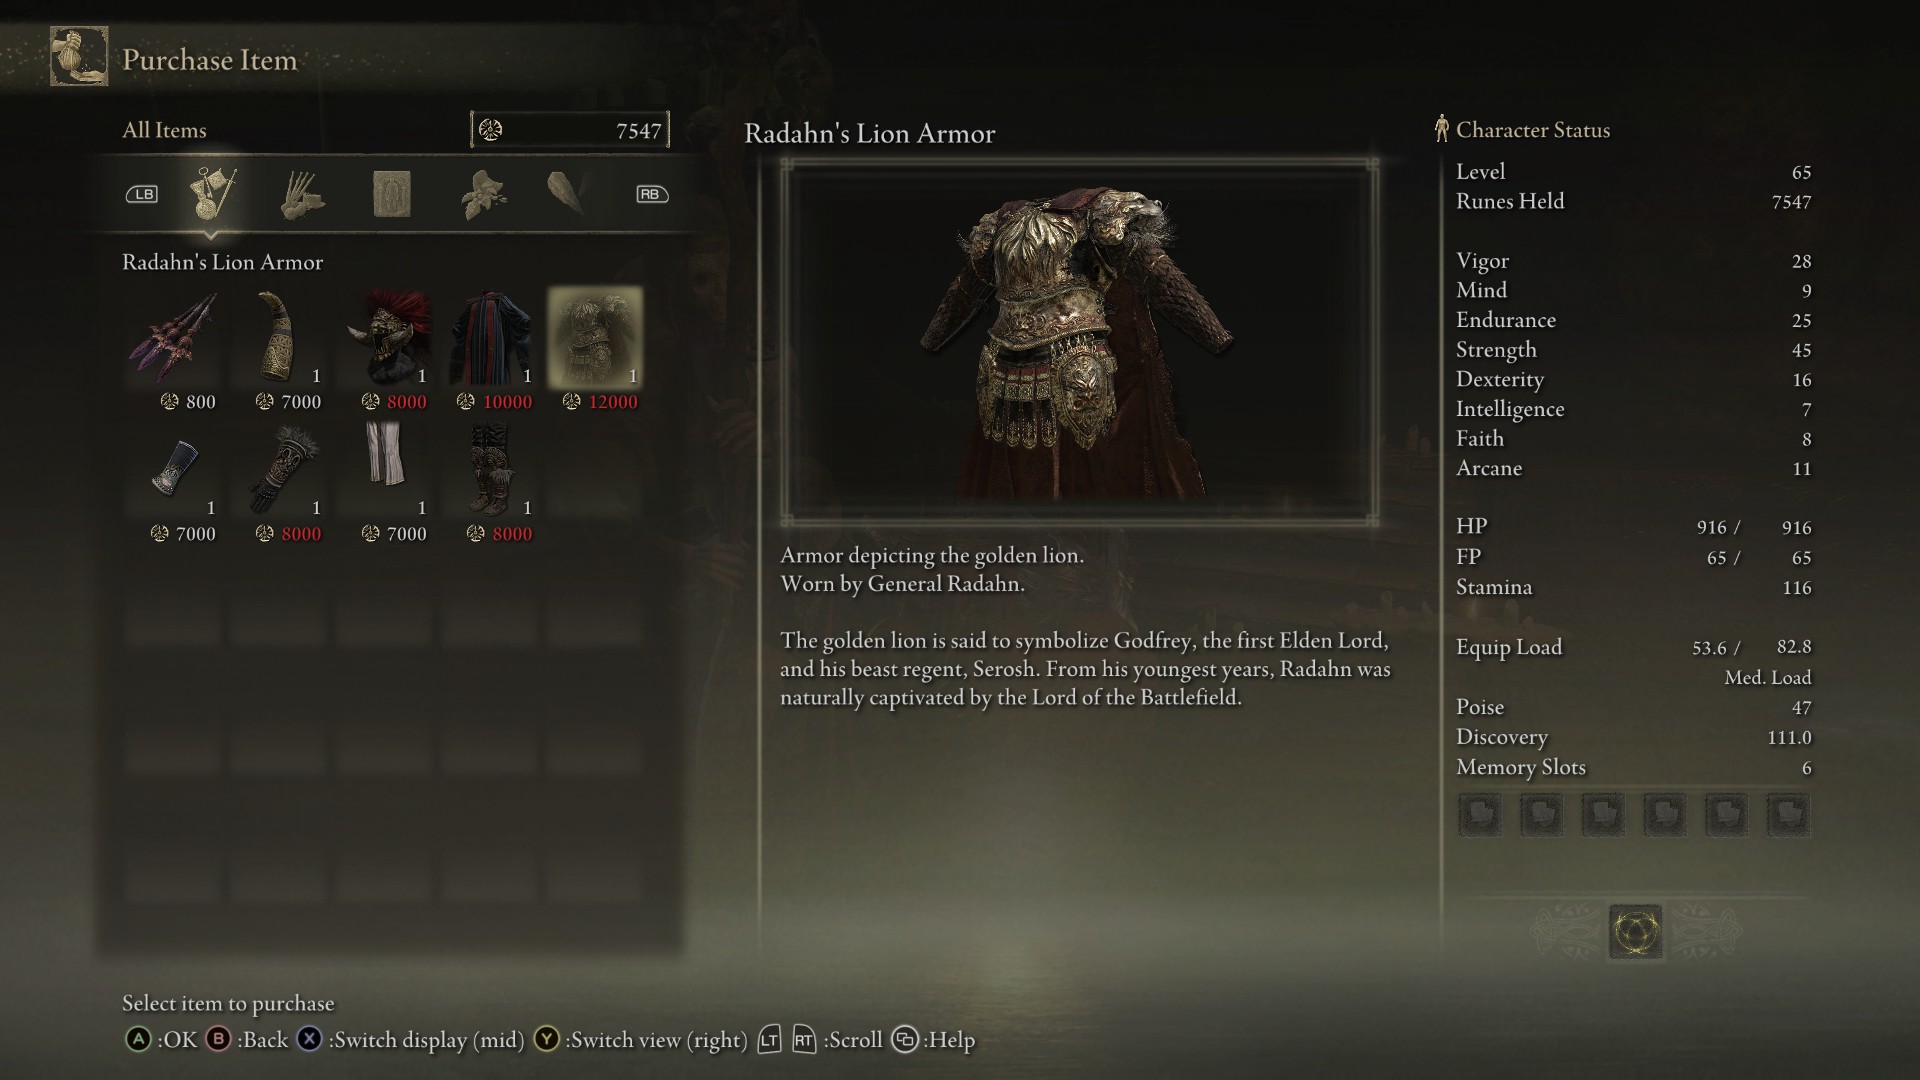 Purchase Item
All Items
7547
LB
RB
Radahn's Lion Armor
1
1
1
1
800
7000
8000
10000
12000
1
1
1
1
7000
8000
7000
8000
Radahn's Lion Armor
Armor depicting the golden lion.
Worn by General Radahn.
The golden lion is said to symbolize Godfrey, the first Elden Lord,
and his beast regent, Serosh. From his youngest years, Radahn was
naturally captivated by the Lord of the Battlefield.
Character Status
Level 65
Runes Held 7547
Vigor 28
Mind 9
Endurance 25
Strength 45
Dexterity 16
Intelligence 7
Faith 8
Arcane 11
HP 916 / 916
FP 65 / 65
Stamina 116
Equip Load 53.6 / 82.8
Med. Load
Poise 47
Discovery 111.0
Memory Slots 6
Select item to purchase
A :OK B :Back X :Switch display (mid) Y :Switch view (right) LT RT :Scroll :Help